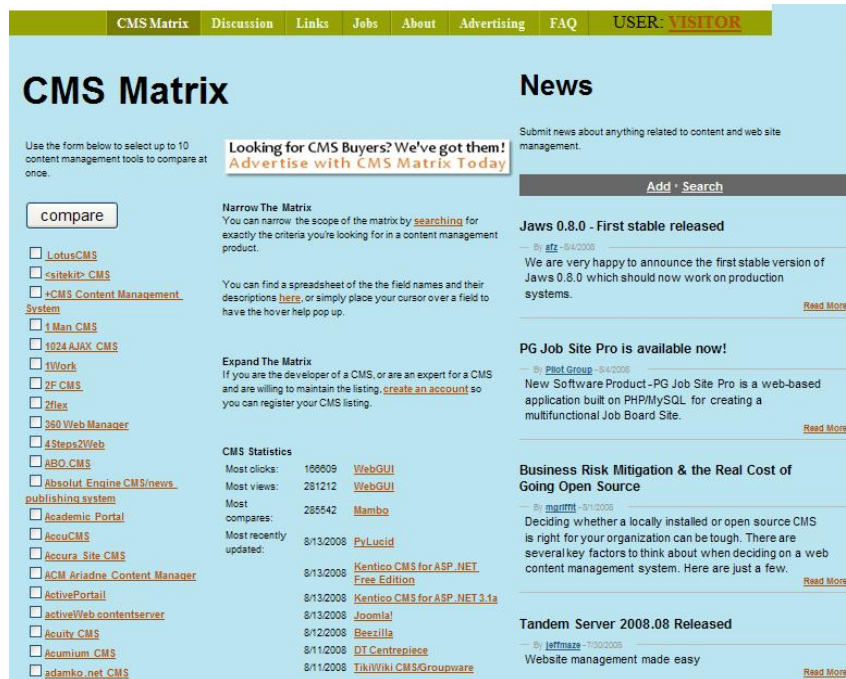 CMS Matrix Discussion Links Jobs About Advertising FAQ USER: VISITOR
CMS Matrix
Use the form below to select up to 10
content management tools to compare at
once.
compare
LotusCMS
<sitekit> CMS
+CMS Content Management
System
1 Man CMS
1024 AJAX CMS
1Work
2F CMS
2flex
360 Web Manager
4Steps2Web
ABO.CMS
Absolut Engine CMS/news
publishing system
Academic Portal
AccuCMS
Accura Site CMS
ACM Ariadne Content Manager
ActivePortail
activeWeb contentserver
Acuity CMS
Acumium CMS
adamko.net CMS
Looking for CMS Buyers? We've got them!
Advertise with CMS Matrix Today
Narrow The Matrix
You can narrow the scope of the matrix by searching for
exactly the criteria you're looking for in a content management
product.
You can find a spreadsheet of the the field names and their
descriptions here, or simply place your cursor over a field to
have the hover help pop up.
Expand The Matrix
If you are the developer of a CMS, or are an expert for a CMS
and are willing to maintain the listing, create an account so
you can register your CMS listing.
CMS Statistics
Most clicks: 166609 WebGUI
Most views: 281212 WebGUI
Most
compares: 285542 Mambo
Most recently
updated: 8/13/2008 PyLucid
8/13/2008 Kentico CMS for ASP.NET
Free Edition
8/13/2008 Kentico CMS for ASP.NET 3.1a
8/13/2008 Joomla!
8/12/2008 Beezilla
8/11/2008 DT Centrepiece
8/11/2008 TikiWiki CMS/Groupware
News
Submit news about anything related to content and web site
management.
Add • Search
Jaws 0.8.0 - First stable released
By afz - 8/4/2008
We are very happy to announce the first stable version of
Jaws 0.8.0 which should now work on production
systems.
Read More
PG Job Site Pro is available now!
By Pilot Group - 8/4/2008
New Software Product - PG Job Site Pro is a web-based
application built on PHP/MySQL for creating a
multifunctional Job Board Site.
Read More
Business Risk Mitigation & the Real Cost of
Going Open Source
By mgriffit - 8/1/2008
Deciding whether a locally installed or open source CMS
is right for your organization can be tough. There are
several key factors to think about when deciding on a web
content management system. Here are just a few.
Read More
Tandem Server 2008.08 Released
By jeffmaze - 7/30/2008
Website management made easy
Read More